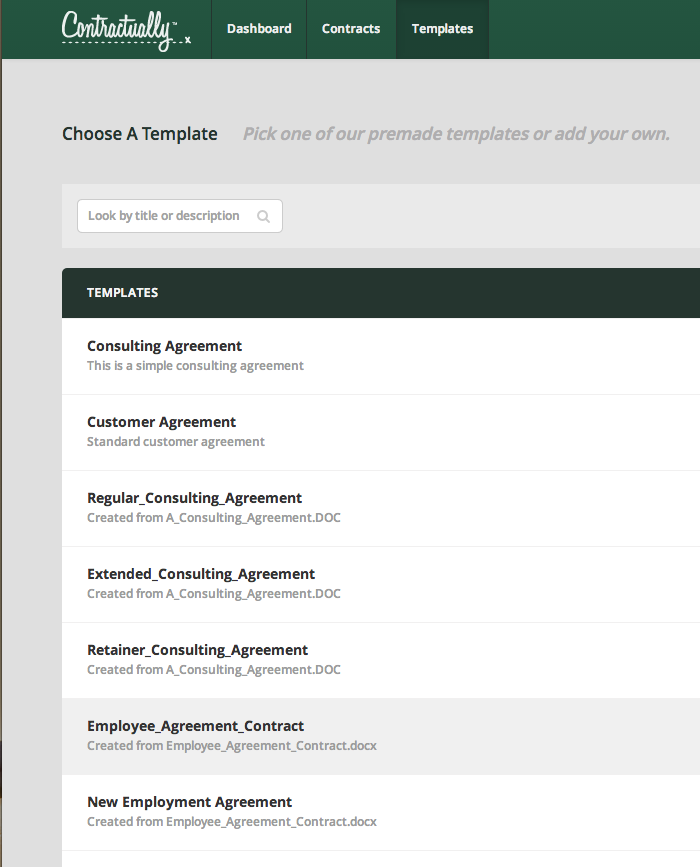 Contractually™ x
Dashboard
Contracts
Templates
Choose A Template Pick one of our premade templates or add your own.
Look by title or description
TEMPLATES
Consulting Agreement
This is a simple consulting agreement
Customer Agreement
Standard customer agreement
Regular_Consulting_Agreement
Created from A_Consulting_Agreement.DOC
Extended_Consulting_Agreement
Created from A_Consulting_Agreement.DOC
Retainer_Consulting_Agreement
Created from A_Consulting_Agreement.DOC
Employee_Agreement_Contract
Created from Employee_Agreement_Contract.docx
New Employment Agreement
Created from Employee_Agreement_Contract.docx